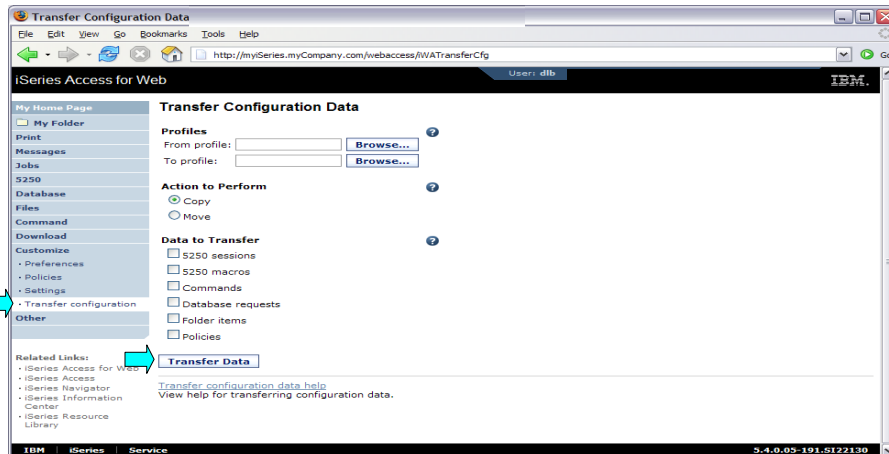 Transfer Configuration Data
File Edit View Go Bookmarks Tools Help
http://myiSeries.myCompany.com/webaccess/iWATransferCfg
iSeries Access for Web
User: dlb
IBM.
My Home Page
My Folder
Print
Messages
Jobs
5250
Database
Files
Command
Download
Customize
• Preferences
• Policies
• Settings
• Transfer configuration
Other
Related Links:
• iSeries Access for Web
• iSeries Access
• iSeries Navigator
• iSeries Information
Center
• iSeries Resource
Library
Transfer Configuration Data
Profiles
?
From profile:
Browse...
To profile:
Browse...
Action to Perform
?
Copy
Move
Data to Transfer
?
5250 sessions
5250 macros
Commands
Database requests
Folder items
Policies
Transfer Data
Transfer configuration data help
View help for transferring configuration data.
IBM | iSeries | Service
5.4.0.05-191.SI22130